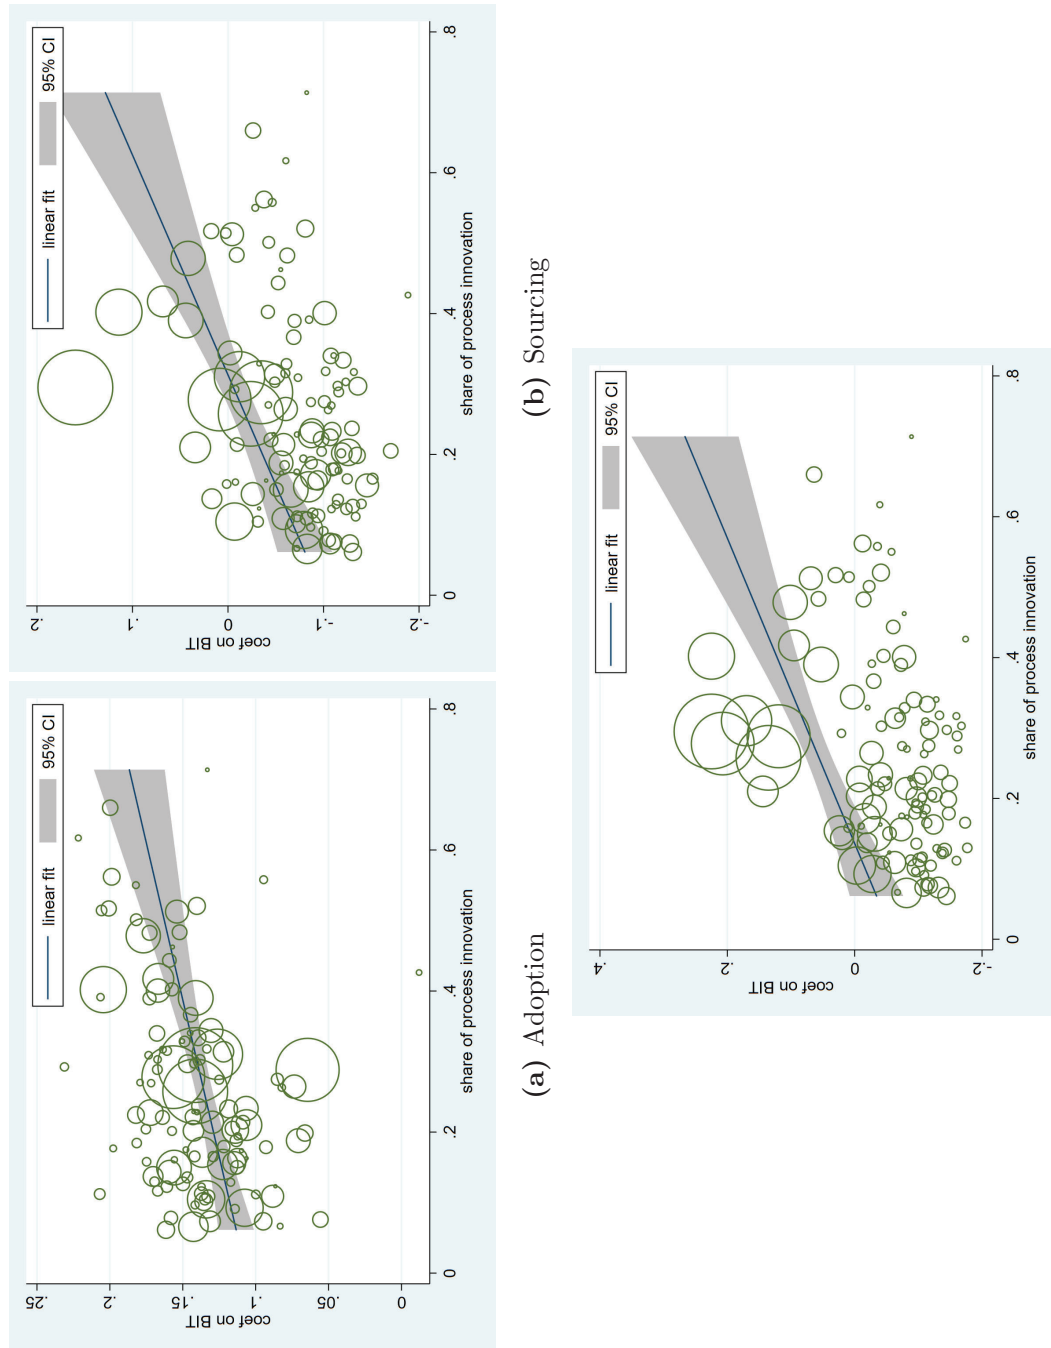 linear fit 95% CI
.25
.2
.15
.1
.05
0
coef on BIT
0 .2 .4 .6 .8
share of process innovation
(a) Adoption
linear fit 95% CI
.2
.1
0
-.1
-.2
coef on BIT
0 .2 .4 .6 .8
share of process innovation
(b) Sourcing
linear fit 95% CI
.4
.2
0
-.2
coef on BIT
0 .2 .4 .6 .8
share of process innovation